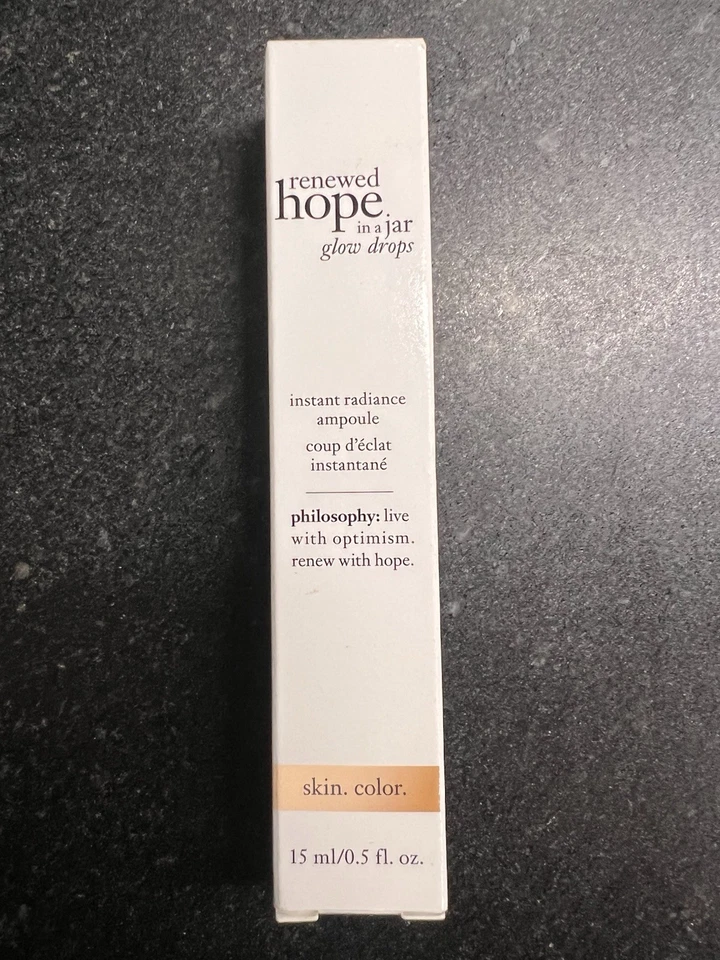 renewed
hope
in a jar
glow drops
instant radiance
ampoule
coup d'éclat
instantané
philosophy: live
with optimism.
renew with hope.
skin. color.
15 ml/0.5 fl. oz.